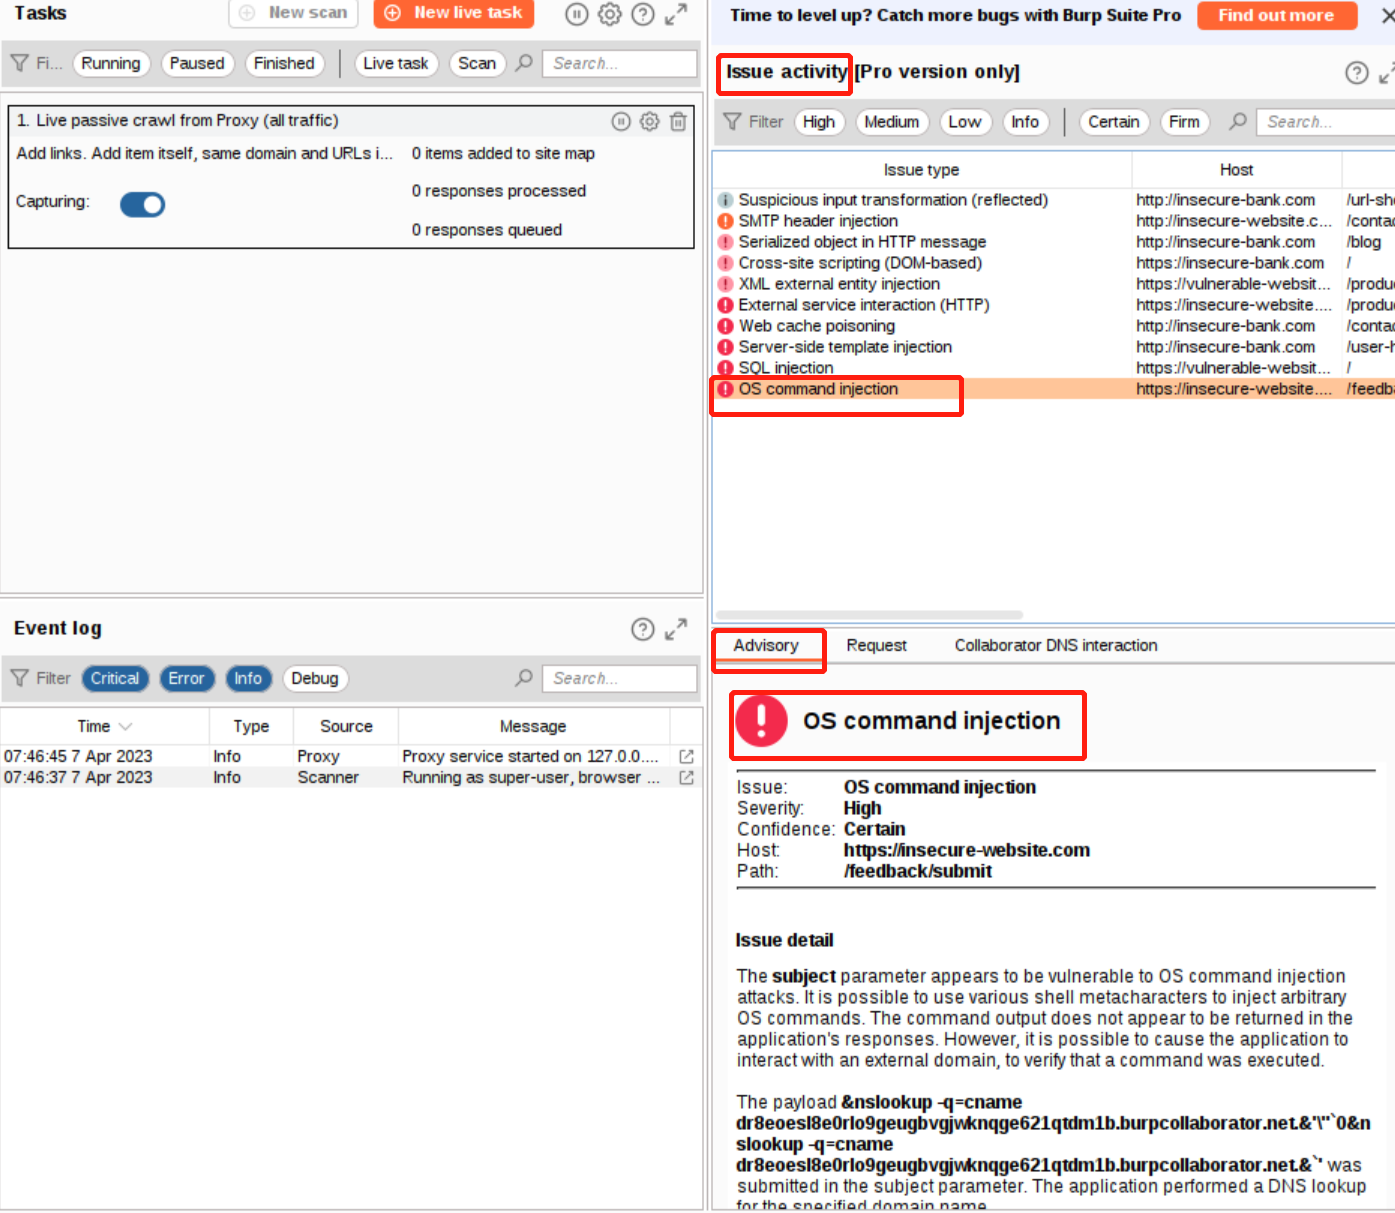 Tasks
New scan
New live task
Fi...
Running
Paused
Finished
Live task
Scan
Search...
1. Live passive crawl from Proxy (all traffic)
Add links. Add item itself, same domain and URLs i...
0 items added to site map
Capturing:
0 responses processed
0 responses queued
Event log
Filter
Critical
Error
Info
Debug
Search...
Time
Type
Source
Message
07:46:45 7 Apr 2023
Info
Proxy
Proxy service started on 127.0.0....
07:46:37 7 Apr 2023
Info
Scanner
Running as super-user, browser ...
Time to level up? Catch more bugs with Burp Suite Pro
Find out more
Issue activity [Pro version only]
Filter
High
Medium
Low
Info
Certain
Firm
Search...
Issue type
Host
Suspicious input transformation (reflected)
http://insecure-bank.com
/url-sh
SMTP header injection
http://insecure-website.c...
/conta
Serialized object in HTTP message
http://insecure-bank.com
/blog
Cross-site scripting (DOM-based)
https://insecure-bank.com
/
XML external entity injection
https://vulnerable-websit...
/produ
External service interaction (HTTP)
https://insecure-website....
/produ
Web cache poisoning
http://insecure-bank.com
/conta
Server-side template injection
http://insecure-bank.com
/user-h
SQL injection
https://vulnerable-websit...
/
OS command injection
https://insecure-website....
/feedba
Advisory
Request
Collaborator DNS interaction
OS command injection
Issue: OS command injection
Severity: High
Confidence: Certain
Host: https://insecure-website.com
Path: /feedback/submit
Issue detail
The subject parameter appears to be vulnerable to OS command injection
attacks. It is possible to use various shell metacharacters to inject arbitrary
OS commands. The command output does not appear to be returned in the
application's responses. However, it is possible to cause the application to
interact with an external domain, to verify that a command was executed.
The payload &nslookup -q=cname
dr8eoesl8e0rlo9geugbvgjwknqge621qtdm1b.burpcollaborator.net.&'\"`0&n
slookup -q=cname
dr8eoesl8e0rlo9geugbvgjwknqge621qtdm1b.burpcollaborator.net.&`' was
submitted in the subject parameter. The application performed a DNS lookup
for the specified domain name.